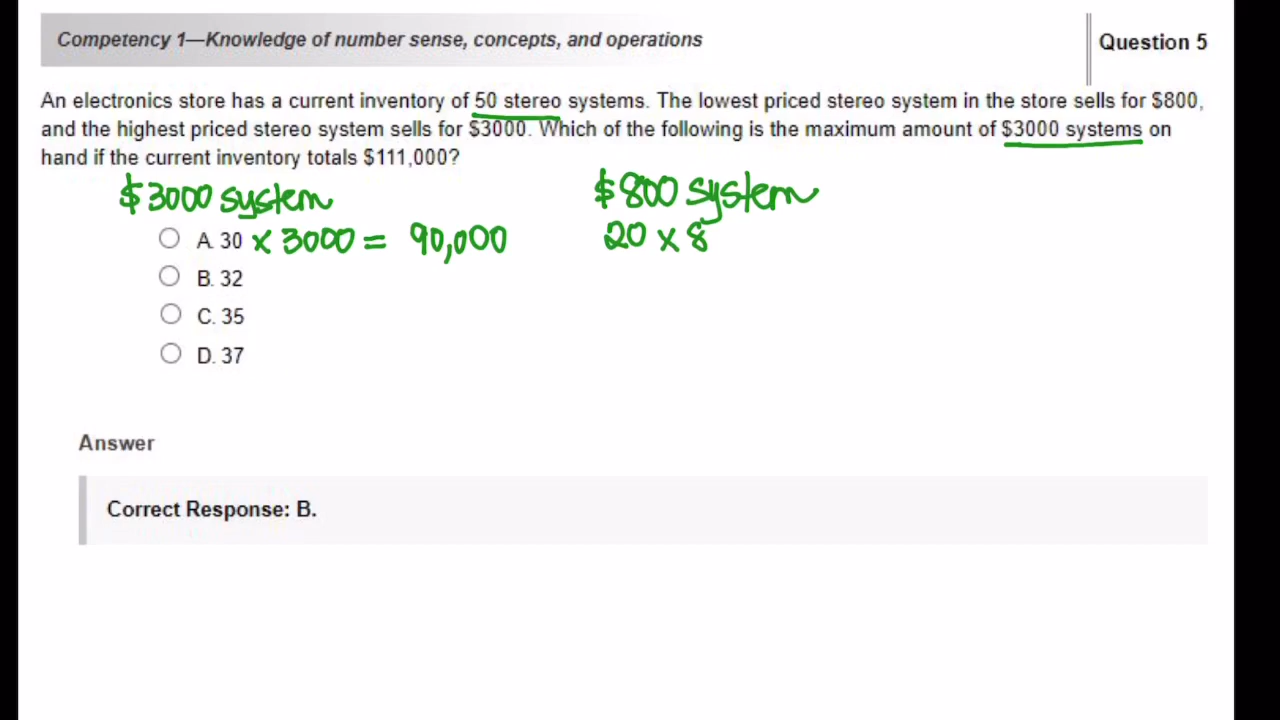 Competency 1—Knowledge of number sense, concepts, and operations
Question 5
An electronics store has a current inventory of 50 stereo systems. The lowest priced stereo system in the store sells for $800,
and the highest priced stereo system sells for $3000. Which of the following is the maximum amount of $3000 systems on
hand if the current inventory totals $111,000?
$3000 system
$800 system
A. 30 × 3000 = 90,000
20 × 8
B. 32
C. 35
D. 37
Answer
Correct Response: B.